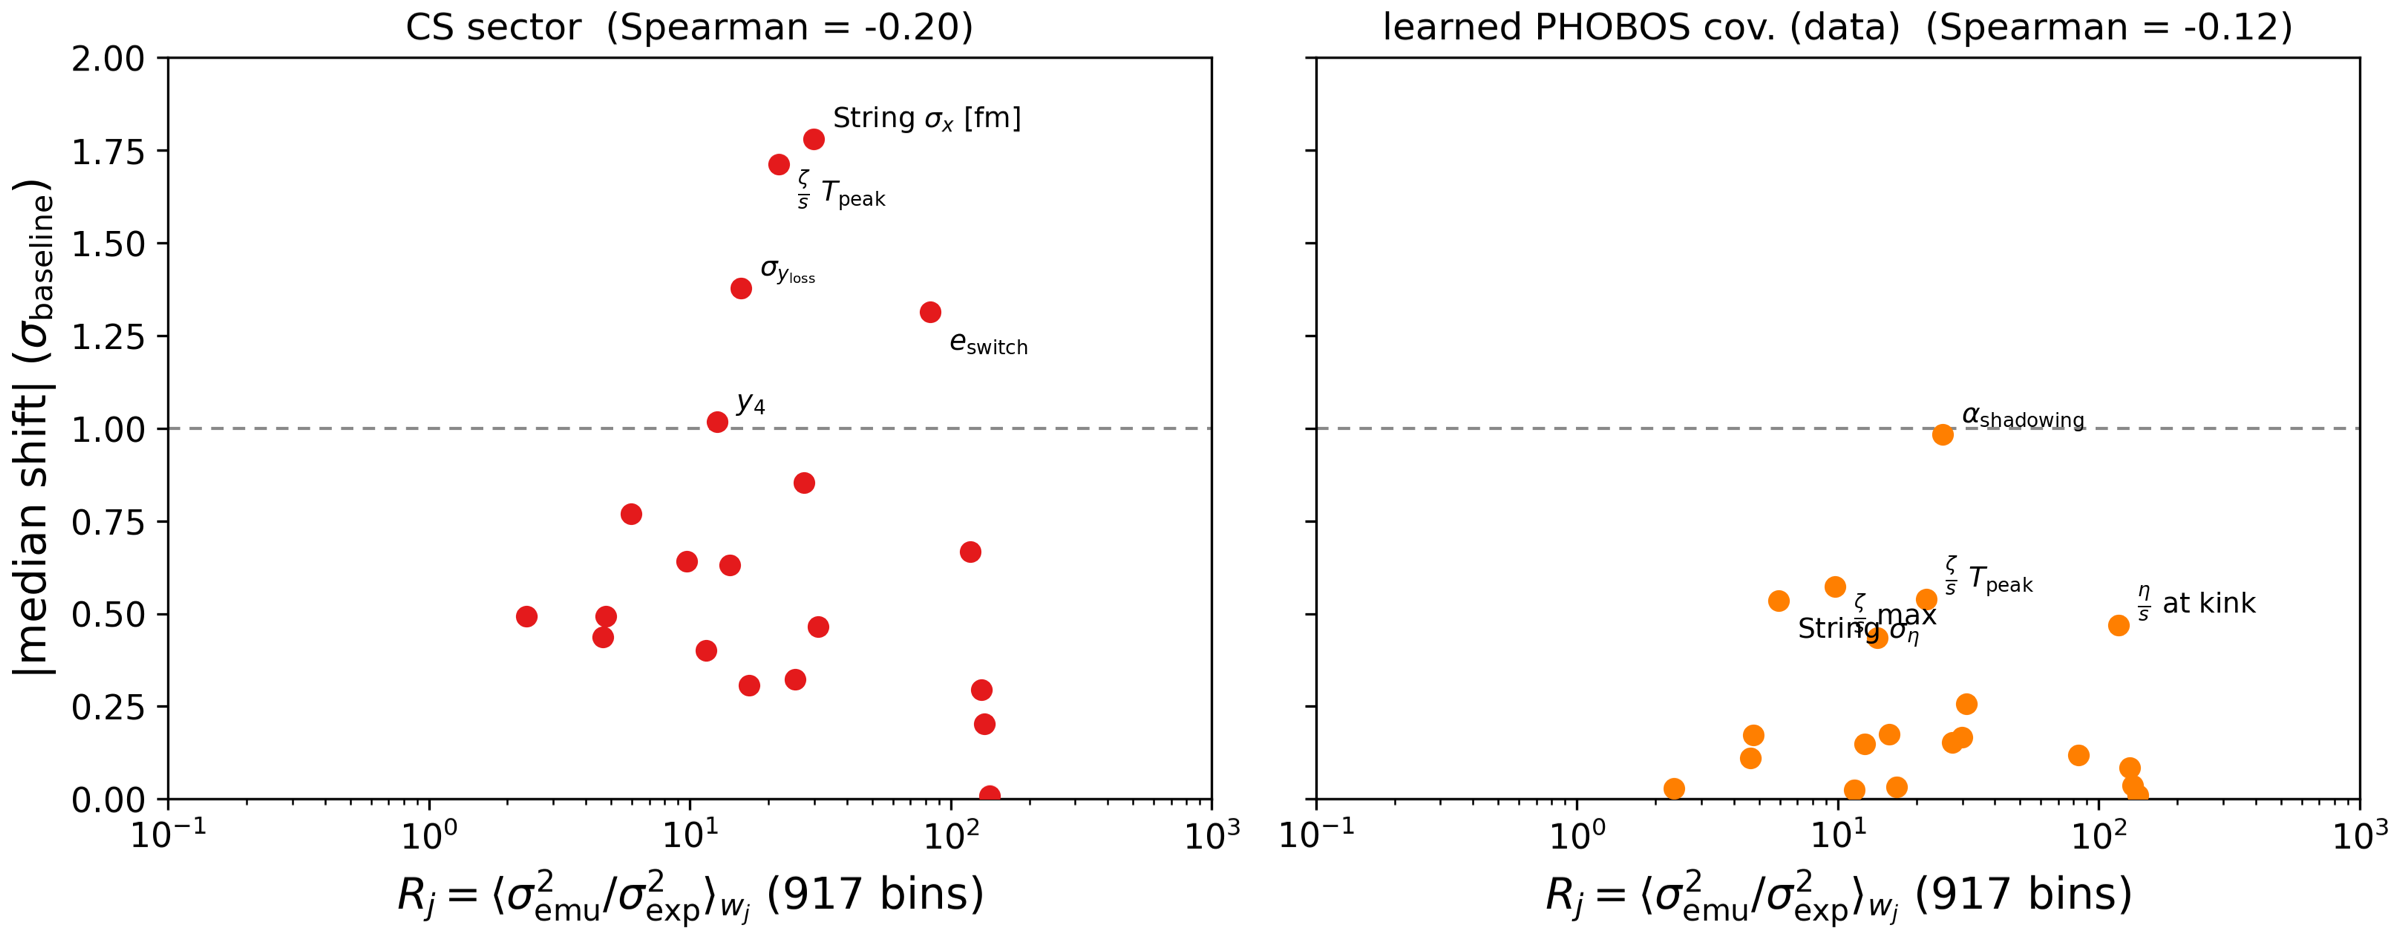 CS sector (Spearman = -0.20)
learned PHOBOS cov. (data) (Spearman = -0.12)
|median shift| (σ_baseline)
2.00
1.75
1.50
1.25
1.00
0.75
0.50
0.25
0.00
String σ_x [fm]
ζ/s T_peak
σ_{y_loss}
e_switch
y_4
10^−1
10^0
10^1
10^2
10^3
R_j = ⟨σ²_emu/σ²_exp⟩_{w_j} (917 bins)
α_shadowing
ζ/s T_peak
η/s at kink
ζ/s max
String σ_η
10^−1
10^0
10^1
10^2
10^3
R_j = ⟨σ²_emu/σ²_exp⟩_{w_j} (917 bins)